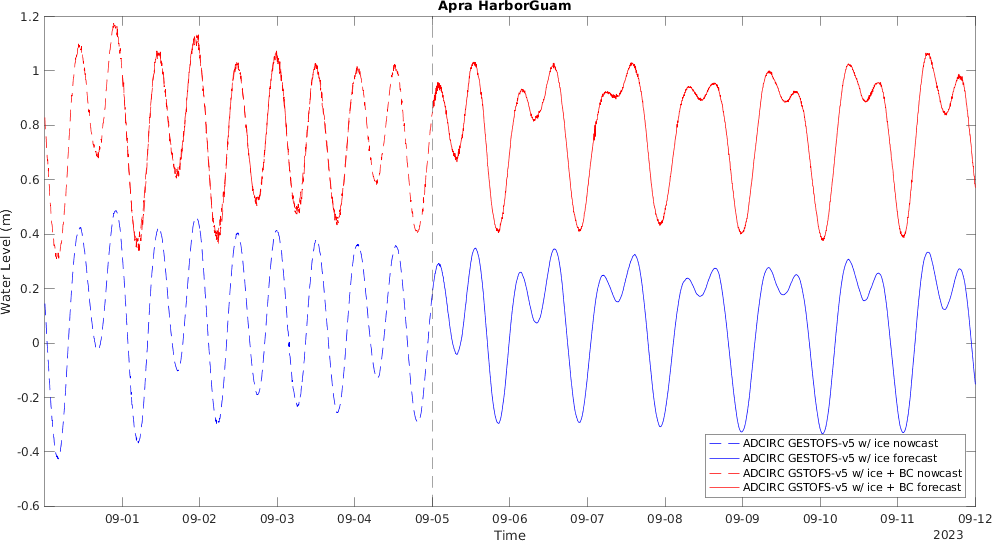 Apra HarborGuam
1.2
1
0.8
0.6
0.4
0.2
0
-0.2
-0.4
-0.6
Water Level (m)
09-01 09-02 09-03 09-04 09-05 09-06 09-07 09-08 09-09 09-10 09-11 09-12
Time
2023
ADCIRC GESTOFS-v5 w/ ice nowcast
ADCIRC GESTOFS-v5 w/ ice forecast
ADCIRC GSTOFS-v5 w/ ice + BC nowcast
ADCIRC GSTOFS-v5 w/ ice + BC forecast